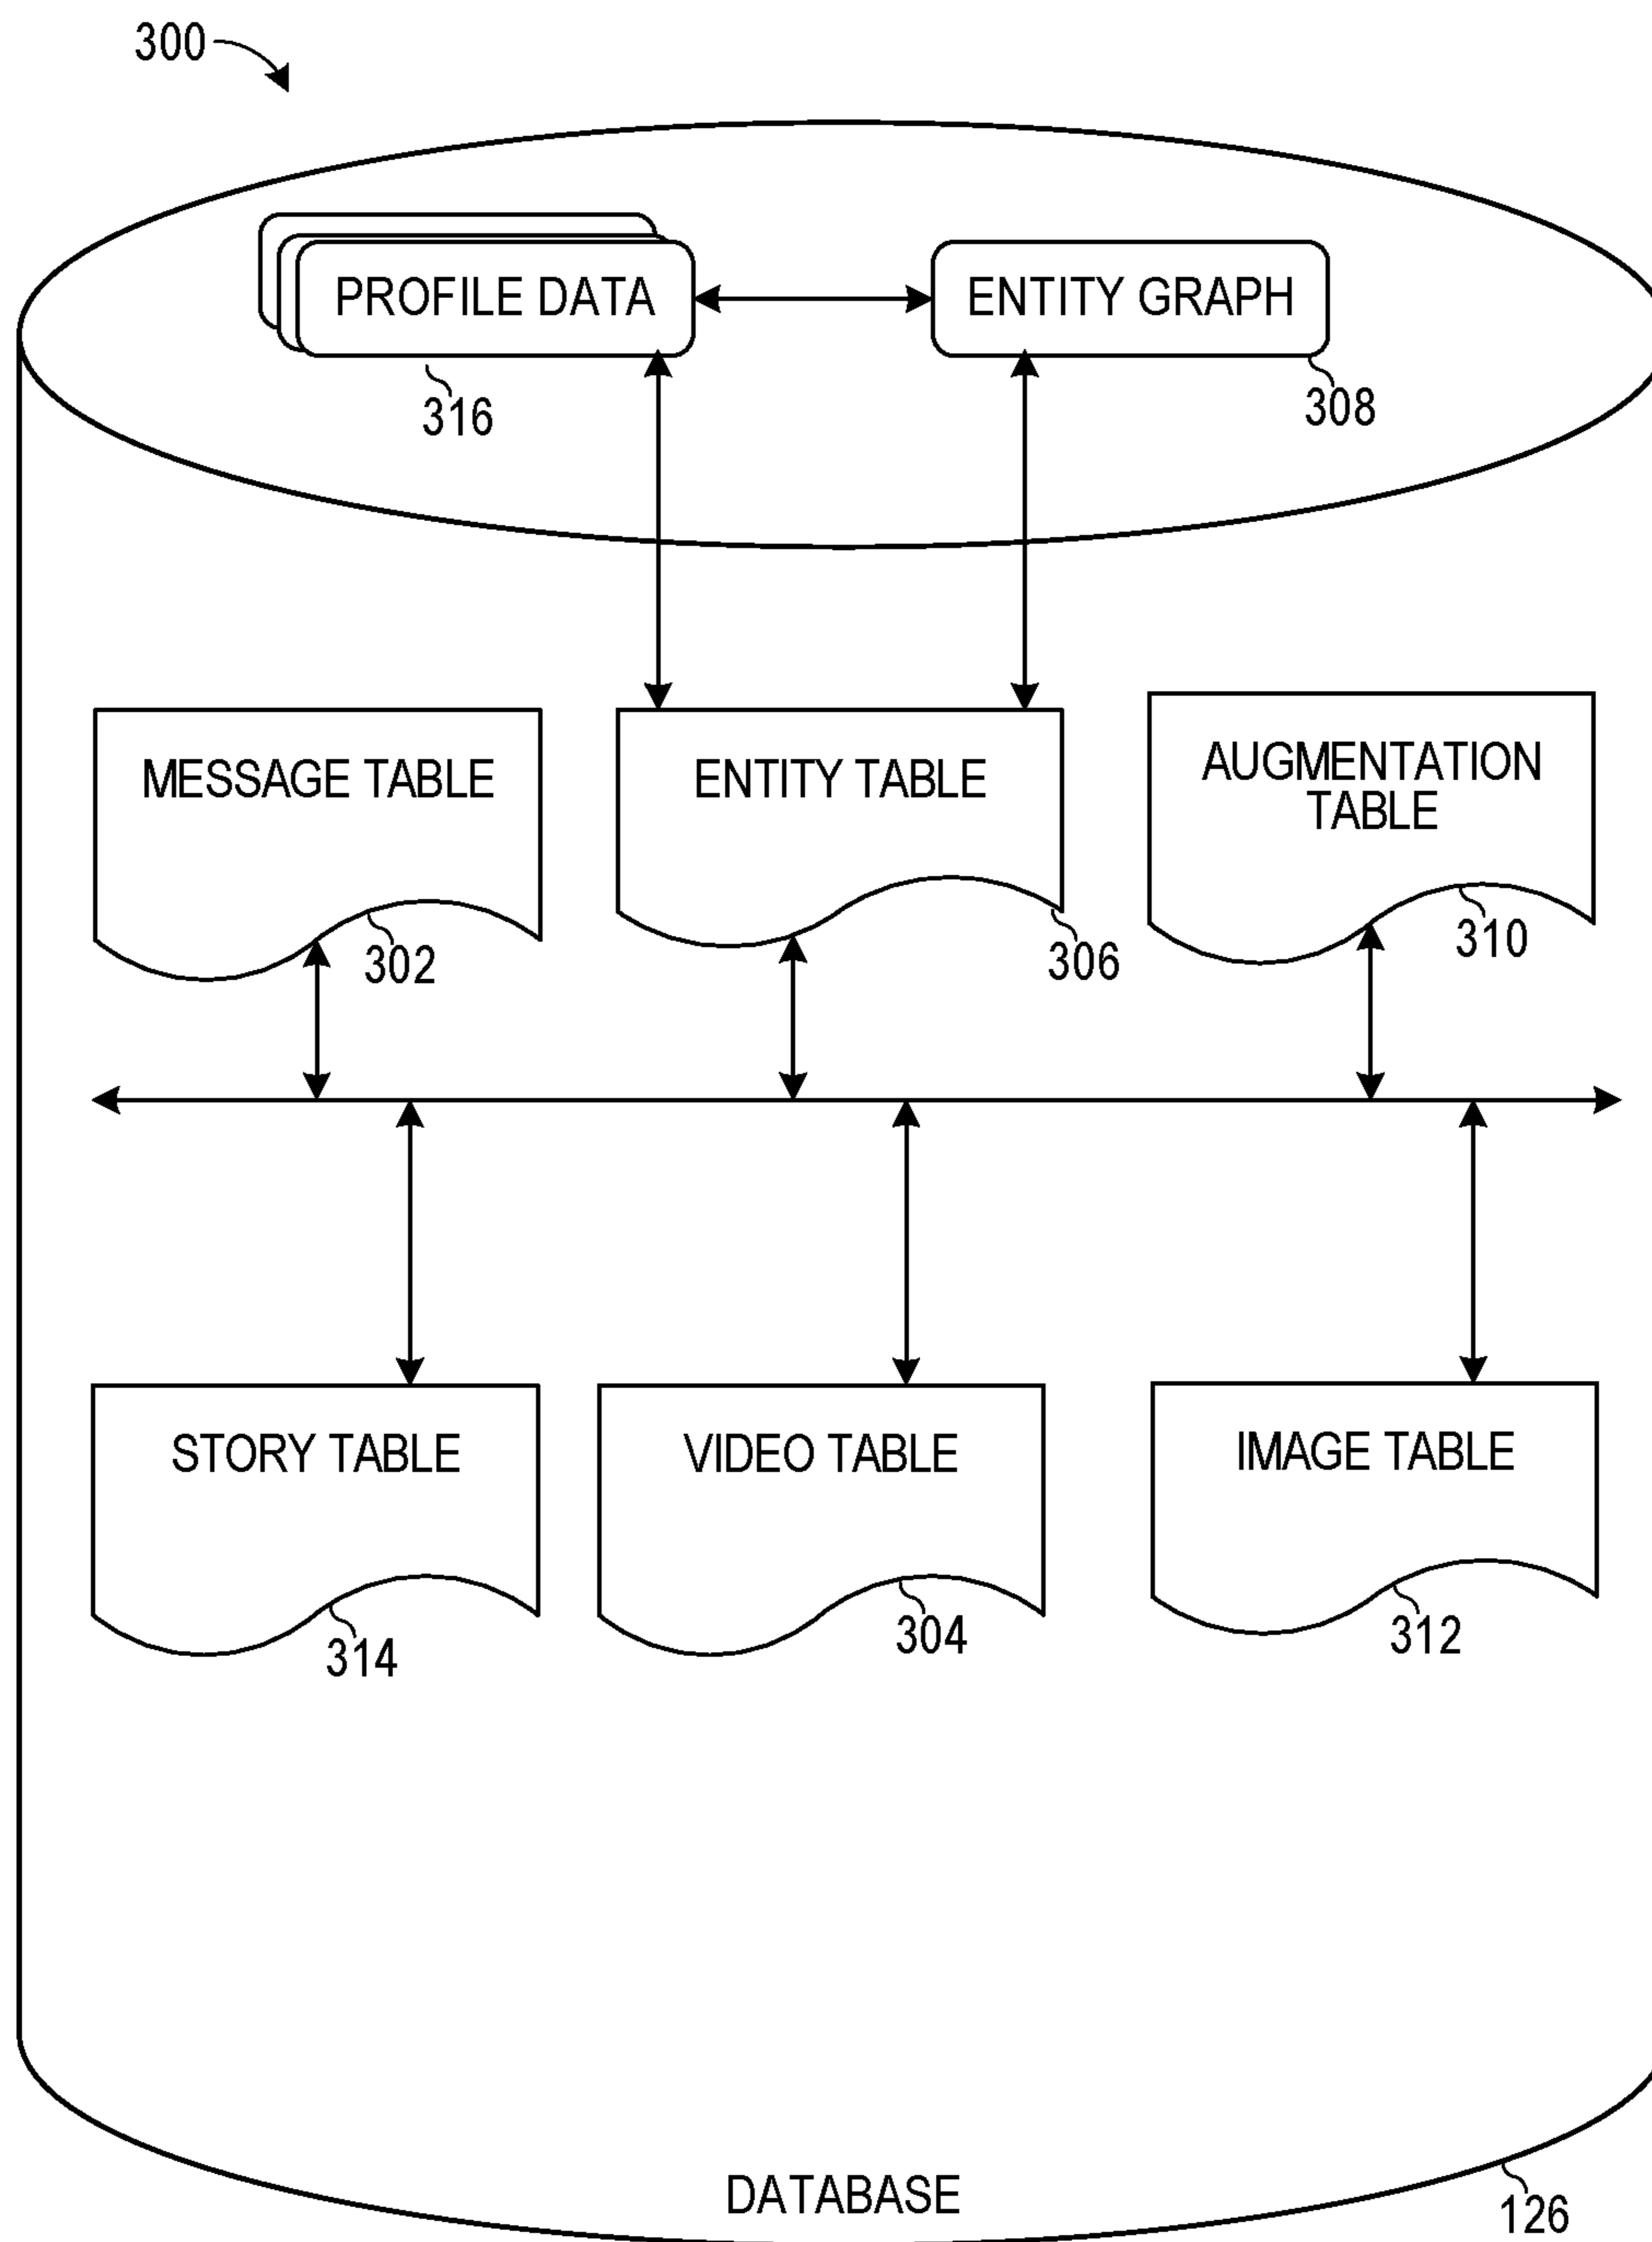 300
PROFILE DATA
ENTITY GRAPH
316
308
MESSAGE TABLE
ENTITY TABLE
AUGMENTATION
TABLE
302
306
310
STORY TABLE
VIDEO TABLE
IMAGE TABLE
314
304
312
DATABASE
126